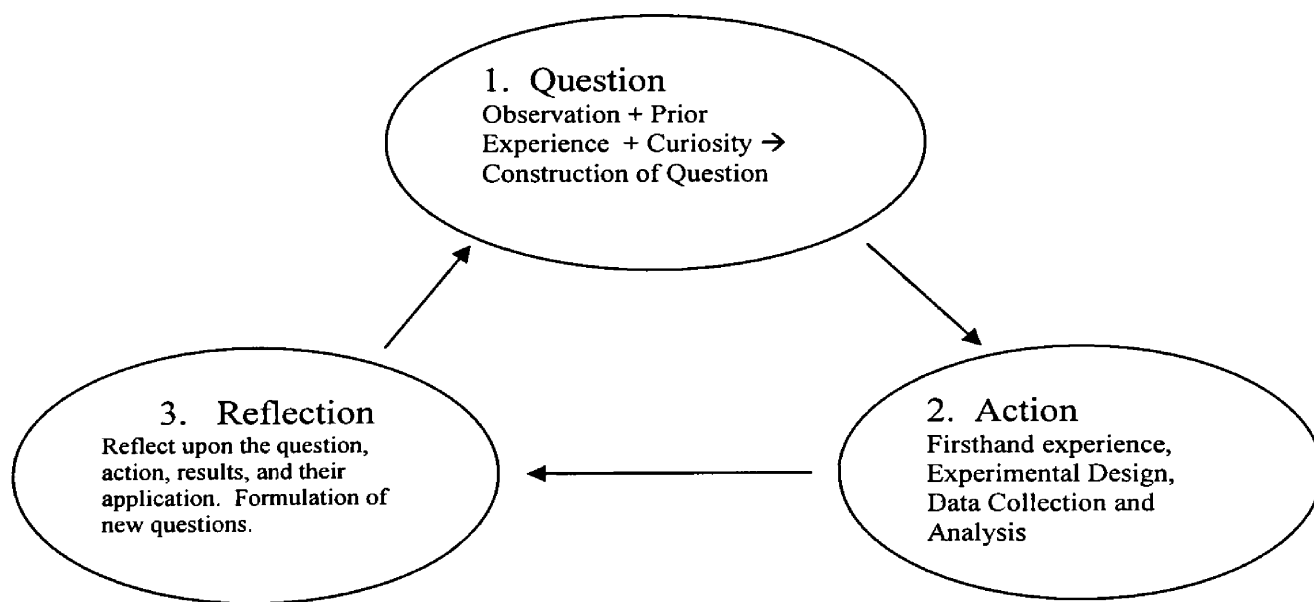 1. Question
Observation + Prior
Experience + Curiosity →
Construction of Question
2. Action
Firsthand experience,
Experimental Design,
Data Collection and
Analysis
3. Reflection
Reflect upon the question,
action, results, and their
application. Formulation of
new questions.